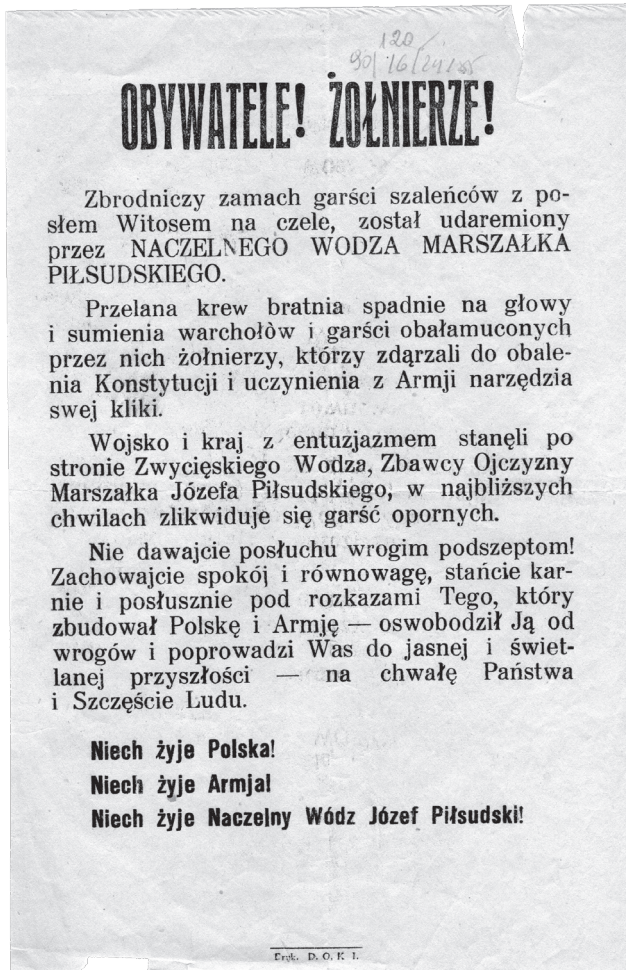 120
OBYWATELE! ŻOŁNIERZE!
Zbrodniczy zamach garści szaleńców z po-
słem Witosem na czele, został udaremiony
przez NACZELNEGO WODZA MARSZAŁKA
PIŁSUDSKIEGO.
Przelana krew bratnia spadnie na głowy
i sumienia warchołòw i garści obałamuconych
przez nich żołnierzy, którzy zdązali do obale-
nia Konstytucji i uczynienia z Armji narzędzia
swej kliki.
Wojsko i kraj z entuzjazmem stanęli po
stronie Zwycięskiego Wodza, Zbawcy Ojczyzny
Marszałka Józefa Piłsudskiego, w najbliższych
chwilach zlikwiduje się garść opornych.
Nie dawajcie posłuchu wrogim podszeptom!
Zachowajcie spokój i równowagę, stańcie kar-
nie i posłusznie pod rozkazami Tego, który
zbudował Polskę i Armję — oswobodził Ją od
wrogów i poprowadzi Was do jasnej i świet-
lanej przyszłości — na chwałę Państwa
i Szczęście Ludu.
Niech żyje Polska!
Niech żyje Armja!
Niech żyje Naczelny Wódz Józef Piłsudski!
Druk. D. O. K I.